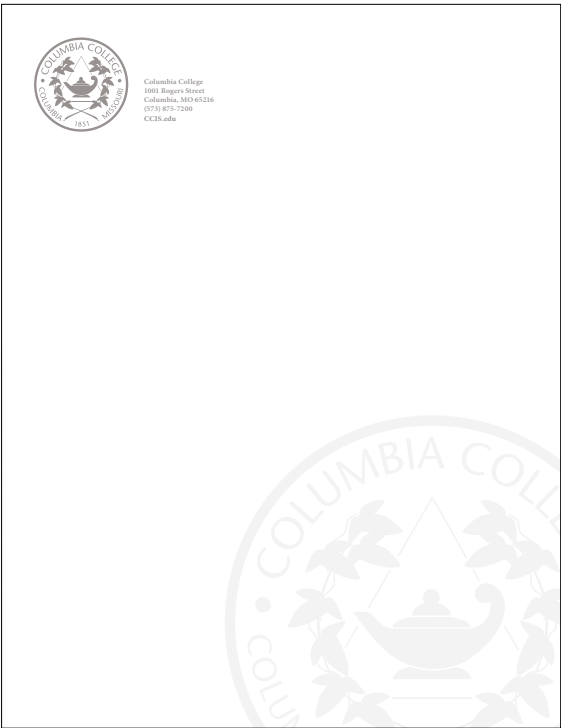 COLUMBIA COLLEGE
COLUMBIA MISSOURI
1851
Columbia College
1001 Rogers Street
Columbia, MO 65216
(573) 875-7200
CCIS.edu
COLUMBIA COLLE
COLU